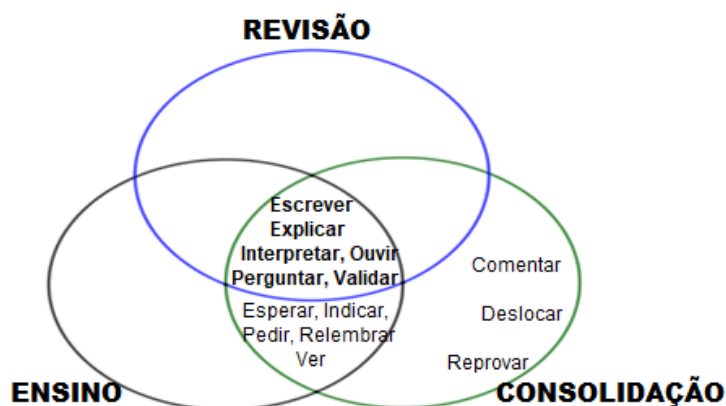 REVISÃO
Escrever
Explicar
Interpretar, Ouvir
Perguntar, Validar
Comentar
Esperar, Indicar,
Deslocar
Pedir, Relembrar
Ver
Reprovar
ENSINO
CONSOLIDAÇÃO